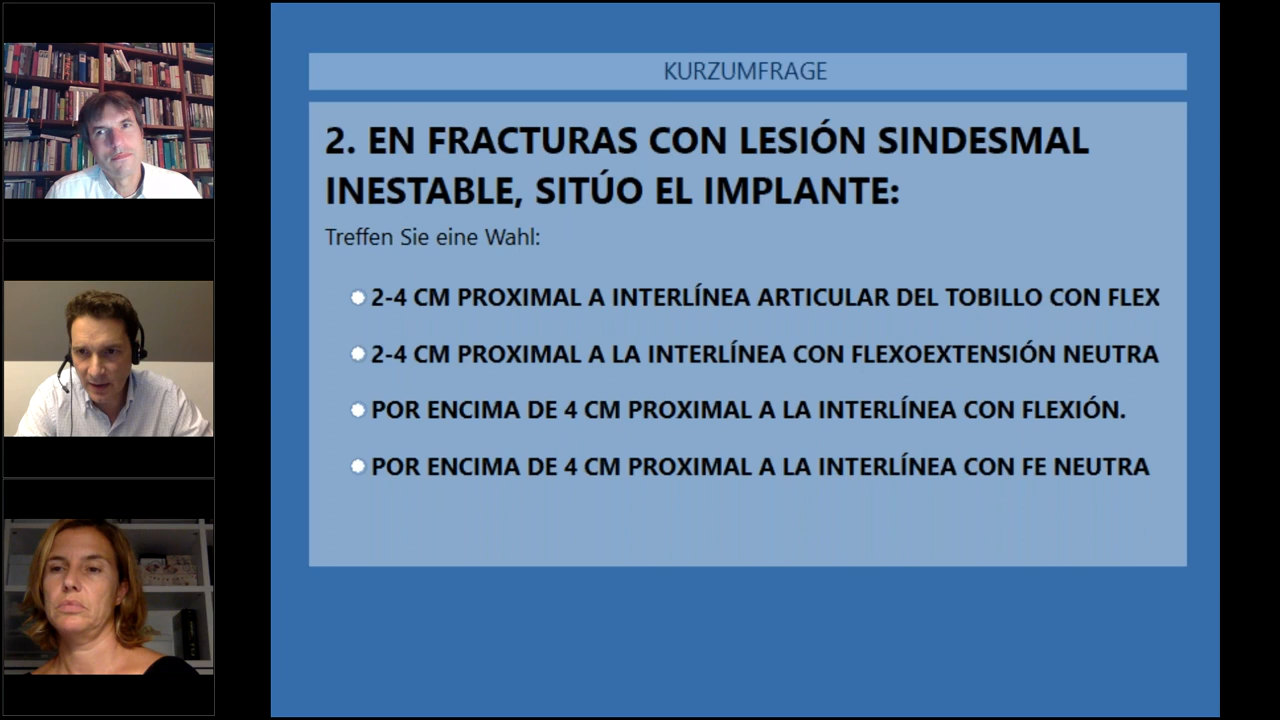 KURZUMFRAGE
2. EN FRACTURAS CON LESIÓN SINDESMAL
INESTABLE, SITÚO EL IMPLANTE:
Treffen Sie eine Wahl:
2-4 CM PROXIMAL A INTERLÍNEA ARTICULAR DEL TOBILLO CON FLEX
2-4 CM PROXIMAL A LA INTERLÍNEA CON FLEXOEXTENSIÓN NEUTRA
POR ENCIMA DE 4 CM PROXIMAL A LA INTERLÍNEA CON FLEXIÓN.
POR ENCIMA DE 4 CM PROXIMAL A LA INTERLÍNEA CON FE NEUTRA